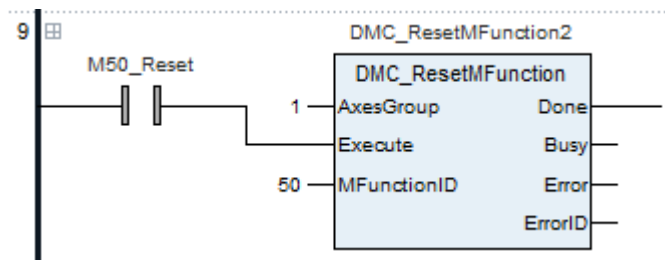 9
DMC_ResetMFunction2
M50_Reset
DMC_ResetMFunction
1 AxesGroup Done
Execute Busy
50 MFunctionID Error
ErrorID